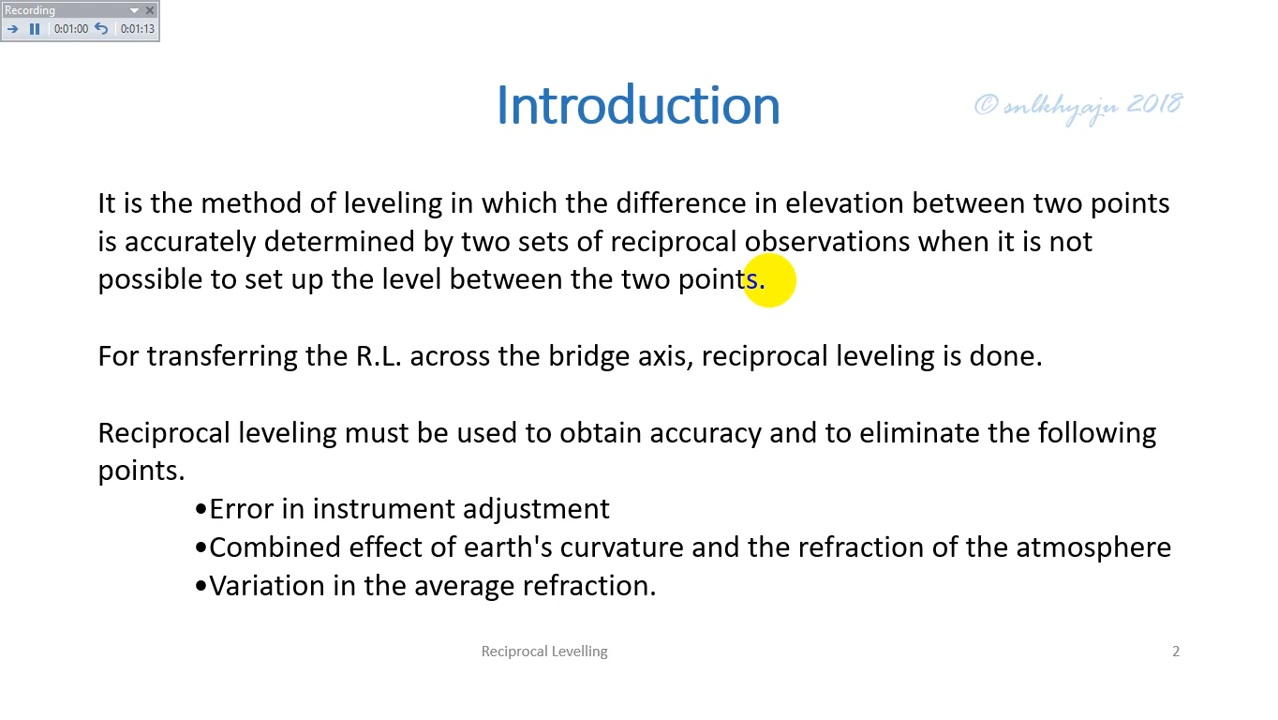 Recording
0:01:00 0:01:13
Introduction
© snlkhyaju 2018
It is the method of leveling in which the difference in elevation between two points
is accurately determined by two sets of reciprocal observations when it is not
possible to set up the level between the two points.
For transferring the R.L. across the bridge axis, reciprocal leveling is done.
Reciprocal leveling must be used to obtain accuracy and to eliminate the following
points.
•Error in instrument adjustment
•Combined effect of earth's curvature and the refraction of the atmosphere
•Variation in the average refraction.
Reciprocal Levelling 2